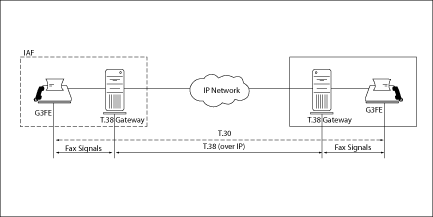 IAF
IP Network
G3FE
T.38 Gateway
T.38 Gateway
G3FE
T.30
Fax Signals
T.38 (over IP)
Fax Signals